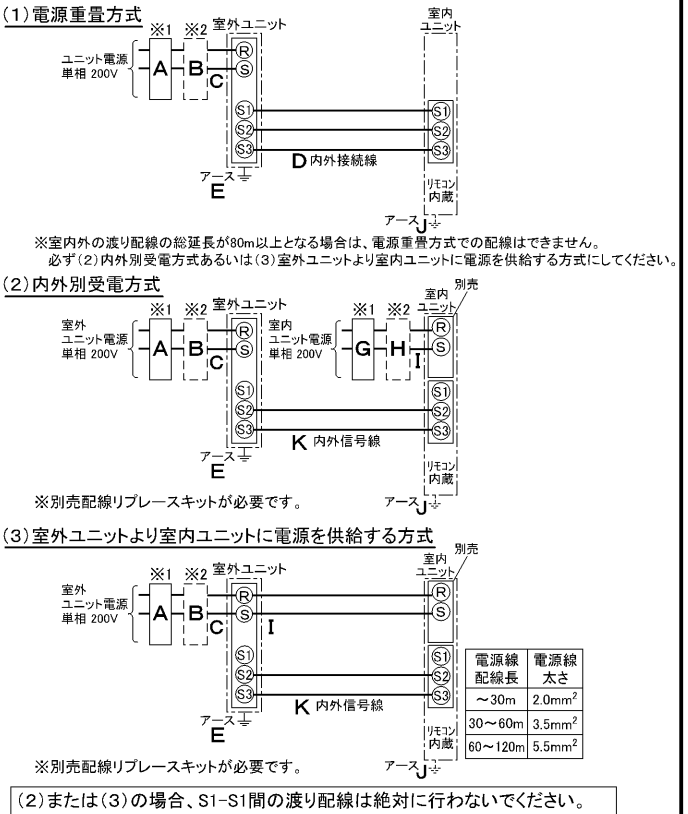 (1)電源重畳方式
※1 ※2 室外ユニット
室内
ユニット
ユニット電源
単相 200V
A B C
R
S
S1
S2
S3
S1
S2
S3
D 内外接続線
リモコン
内蔵
アース
E
アース J
※室内外の渡り配線の総延長が80m以上となる場合は、電源重畳方式での配線はできません。
必ず(2)内外別受電方式あるいは(3)室外ユニットより室内ユニットに電源を供給する方式にしてください。
(2)内外別受電方式
※1 ※2 室外ユニット
※1 ※2
室内
ユニット
別売
室外
ユニット電源
単相 200V
A B C
R
S
室内
ユニット電源
単相 200V
G H I
R
S
S1
S2
S3
S1
S2
S3
K 内外信号線
リモコン
内蔵
アース
E
アース J
※別売配線リプレースキットが必要です。
(3)室外ユニットより室内ユニットに電源を供給する方式
※1 ※2 室外ユニット
室内
ユニット
別売
室外
ユニット電源
単相 200V
A B C
R
S
I
R
S
S1
S2
S3
S1
S2
S3
K 内外信号線
リモコン
内蔵
アース
E
アース J
※別売配線リプレースキットが必要です。
電源線 電源線
配線長 太さ
~30m 2.0mm²
30~60m 3.5mm²
60~120m 5.5mm²
(2)または(3)の場合、S1-S1間の渡り配線は絶対に行わないでください。